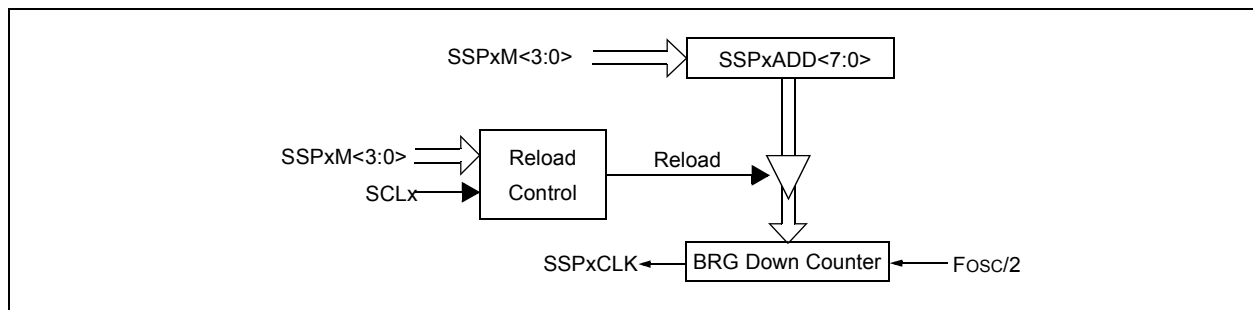 SSPxM<3:0>
SSPxADD<7:0>
SSPxM<3:0>
Reload
Control
Reload
SCLx
SSPxCLK
BRG Down Counter
FOSC/2